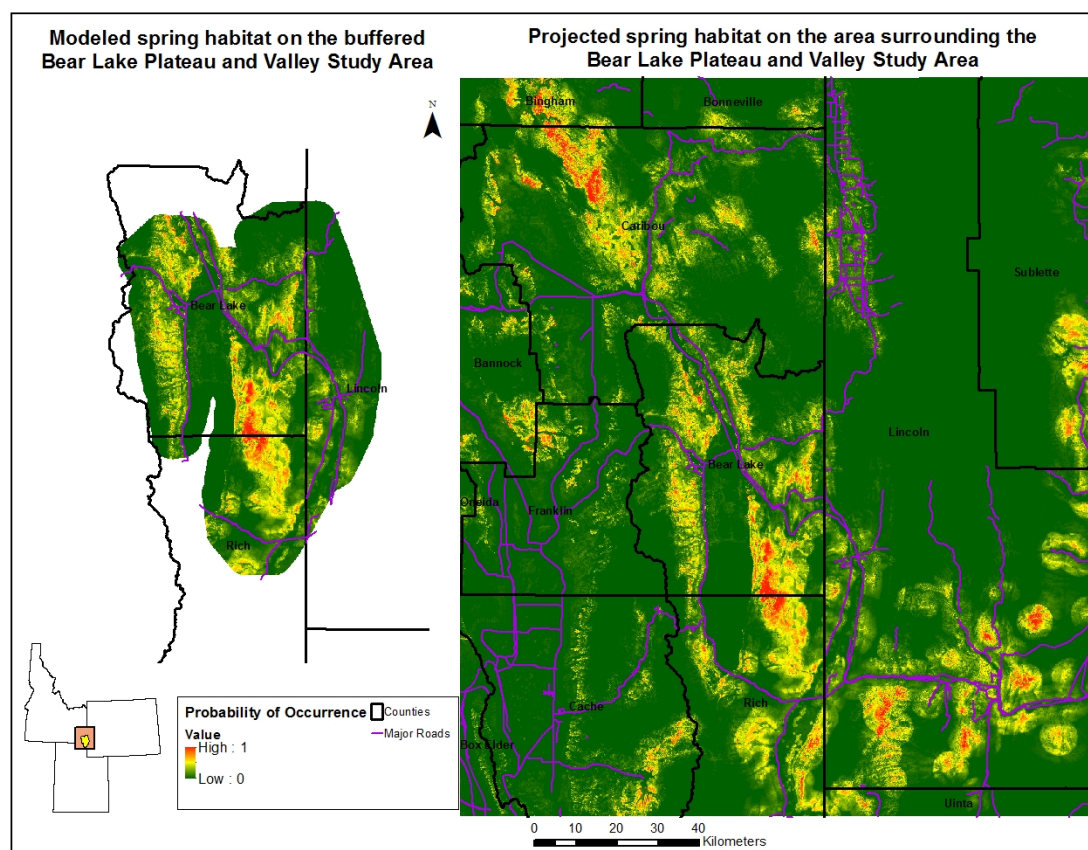 Modeled spring habitat on the buffered
Bear Lake Plateau and Valley Study Area
N
Bear Lake
Lincoln
Rich
Projected spring habitat on the area surrounding the
Bear Lake Plateau and Valley Study Area
Bingham
Bonneville
Caribou
Sublette
Bannock
Lincoln
Bear Lake
Oneida
Franklin
Cache
Rich
Box Elder
Uinta
Probability of Occurrence
Value
High : 1
Low : 0
Counties
Major Roads
0 5 10 20 30 40
Kilometers